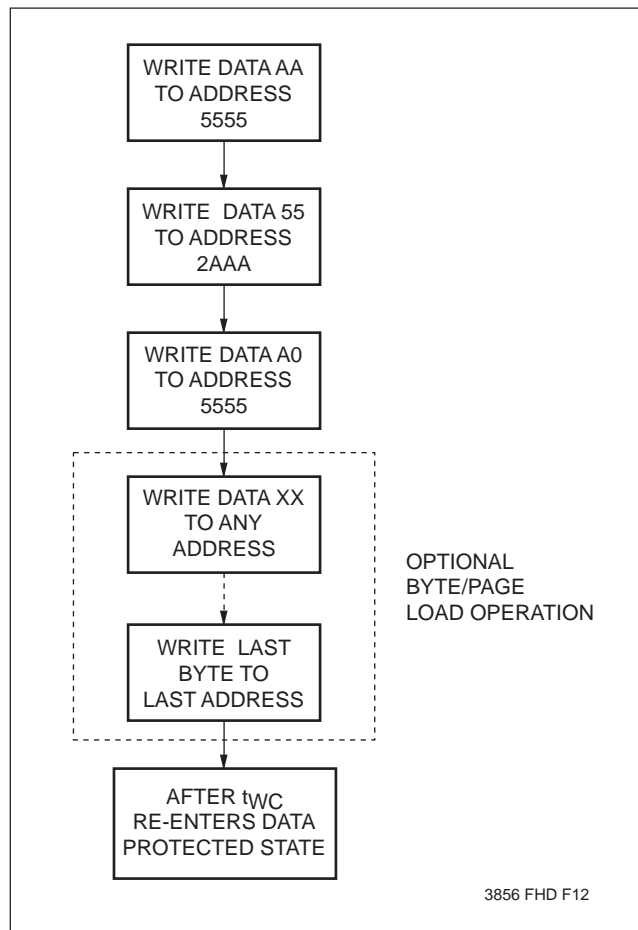 WRITE DATA AA
TO ADDRESS
5555
WRITE DATA 55
TO ADDRESS
2AAA
WRITE DATA A0
TO ADDRESS
5555
WRITE DATA XX
TO ANY
ADDRESS
OPTIONAL
BYTE/PAGE
LOAD OPERATION
WRITE LAST
BYTE TO
LAST ADDRESS
AFTER tWC
RE-ENTERS DATA
PROTECTED STATE
3856 FHD F12